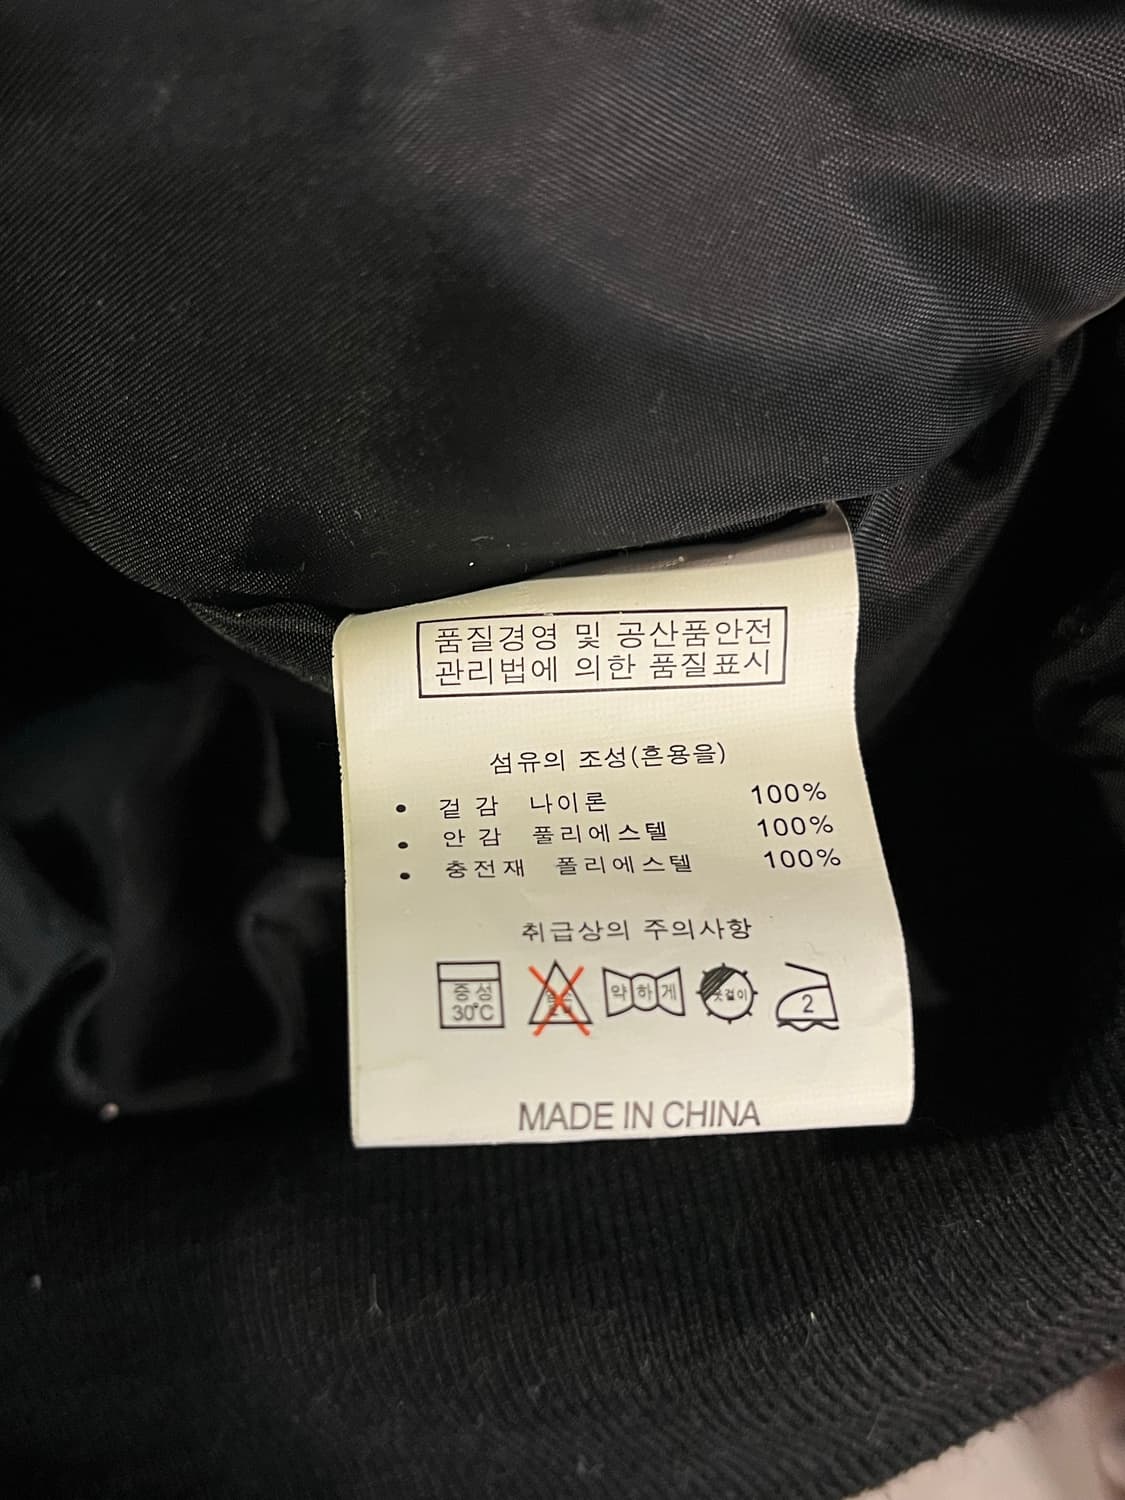 품질경영 및 공산품안전
관리법에 의한 품질표시
섬유의 조성(흔용을)
• 겉 감 나이론 100%
• 안 감 풀리에스텔 100%
• 충전재 폴리에스텔 100%
취급상의 주의사항
중성
30°C
약하게
옷걸이
2
MADE IN CHINA